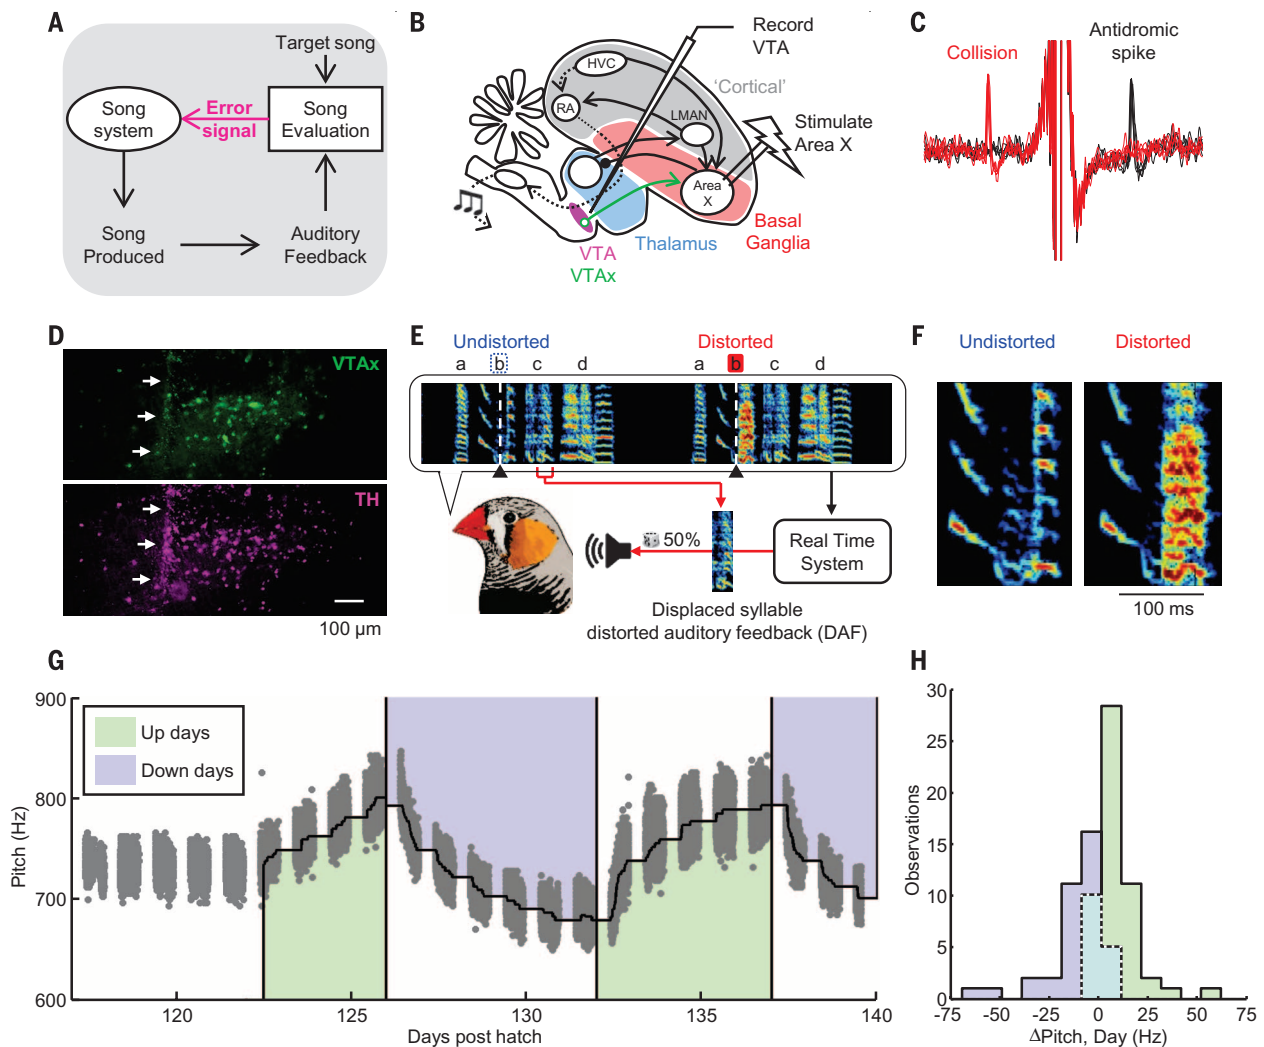 A
Target song
Song
system
Error
signal
Song
Evaluation
Song
Produced
Auditory
Feedback
B
Record
VTA
HVC
'Cortical'
RA
LMAN
Stimulate
Area X
Area
X
Basal
Ganglia
Thalamus
VTA
VTAx
C
Antidromic
spike
Collision
D
VTAx
TH
100 µm
E
Undistorted
Distorted
a b c d
a b c d
50%
Real Time
System
Displaced syllable
distorted auditory feedback (DAF)
F
Undistorted
Distorted
100 ms
G
900
800
700
600
Pitch (Hz)
Up days
Down days
120 125 130 135 140
Days post hatch
H
30
25
20
15
10
5
0
Observations
-75 -50 -25 0 25 50 75
ΔPitch, Day (Hz)